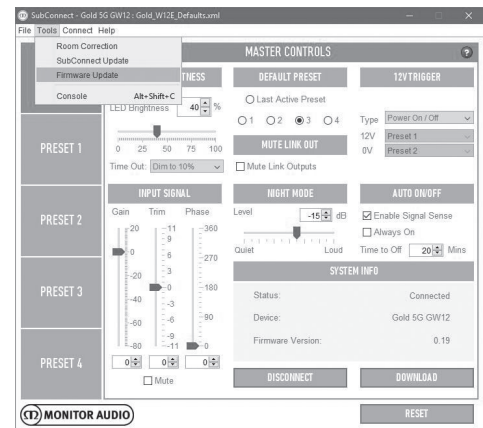 SubConnect - Gold 5G GW12 : Gold_W12E_Defaults.xml
File Tools Connect Help
Room Correction
SubConnect Update
Firmware Update
Console Alt+Shift+C
MASTER CONTROLS
?
TNESS
LED Brightness 40 %
0 25 50 75 100
Time Out: Dim to 10%
DEFAULT PRESET
Last Active Preset
1 2 3 4
MUTE LINK OUT
Mute Link Outputs
12V TRIGGER
Type Power On / Off
12V Preset 1
0V Preset 2
PRESET 1
PRESET 2
PRESET 3
PRESET 4
INPUT SIGNAL
Gain Trim Phase
20 11 360
9
6
0 270
3
-20 0 180
-40 -3
-6 90
-60
-9
-80 -11 0
0 0 0
Mute
NIGHT MODE
Level -15 dB
Quiet Loud
AUTO ON/OFF
Enable Signal Sense
Always On
Time to Off 20 Mins
SYSTEM INFO
Status: Connected
Device: Gold 5G GW12
Firmware Version: 0.19
DISCONNECT DOWNLOAD
MONITOR AUDIO
RESET